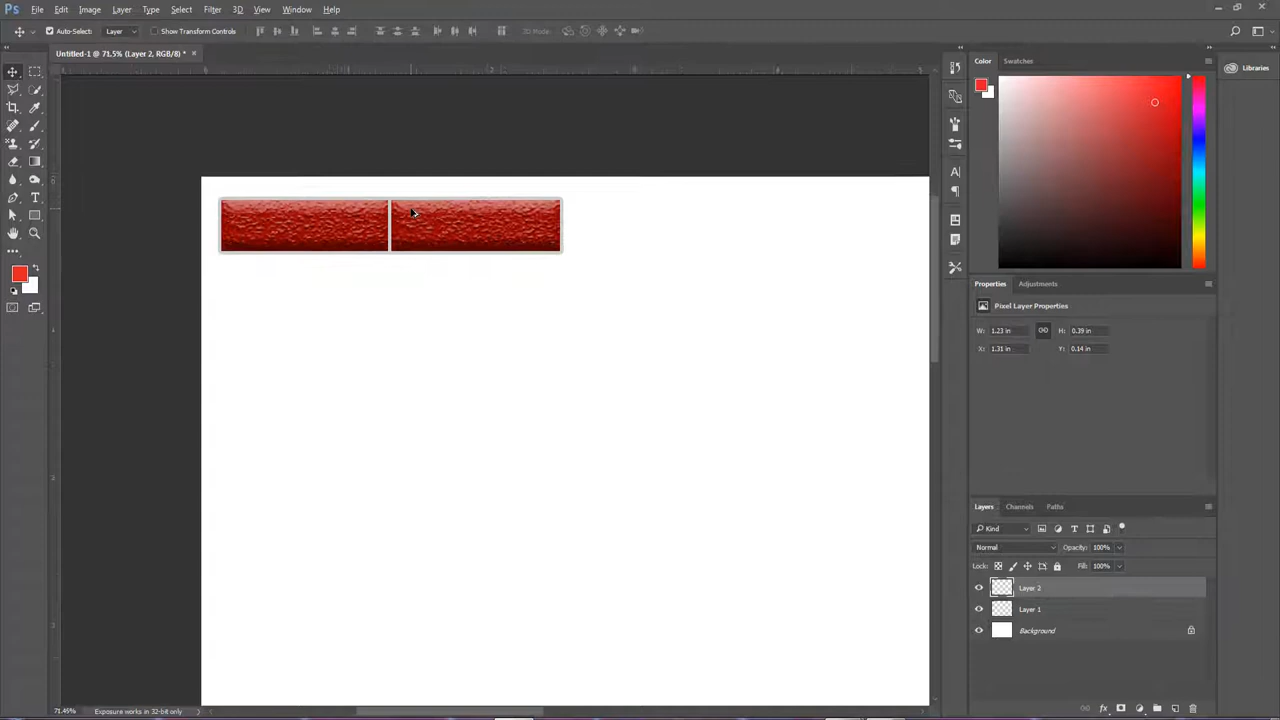 Ps File Edit Image Layer Type Select Filter 3D View Window Help
Auto-Select: Layer Show Transform Controls 3D Mode:
Untitled-1 @ 71.5% (Layer 2, RGB/8) * ×
Color Swatches
Libraries
Properties Adjustments
Pixel Layer Properties
W: 1.23 in H: 0.39 in
X: 1.31 in Y: 0.14 in
Layers Channels Paths
Kind
Normal Opacity: 100%
Lock: Fill: 100%
Layer 2
Layer 1
Background
71.45% Exposure works in 32-bit only